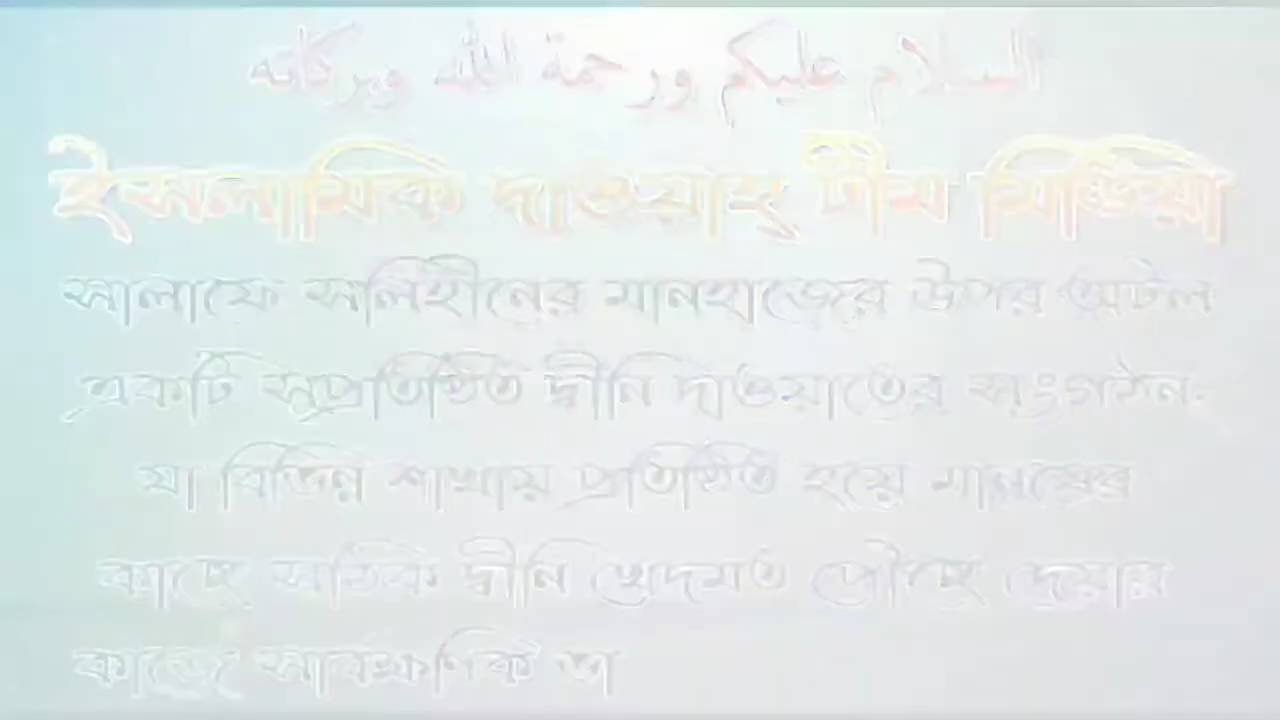 السلام عليكم ورحمة الله وبركاته
ইসলামিক দাওয়াহ্ টীম মিডিয়া
সালাফে সালিহীনের মানহাজের উপর অটল
একটি সুপ্রতিষ্ঠিত দ্বীনি দাওয়াতের সংগঠন.
যা বিভিন্ন শাখায় প্রতিষ্ঠিত হয়ে মানুষের
কাছে সঠিক দ্বীনি খেদমত পৌছে দেয়ার
কাজে সার্বক্ষণিক ভা